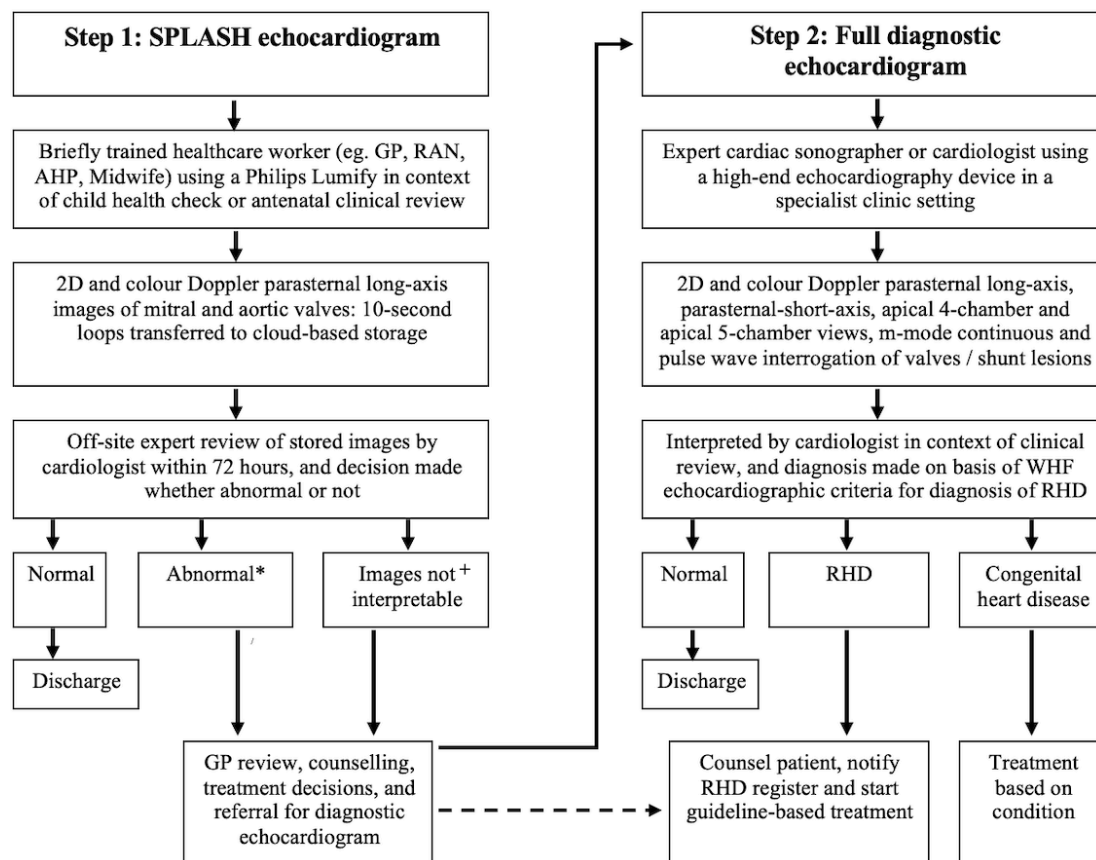 Step 1: SPLASH echocardiogram
Briefly trained healthcare worker (eg. GP, RAN,
AHP, Midwife) using a Philips Lumify in context
of child health check or antenatal clinical review
2D and colour Doppler parasternal long-axis
images of mitral and aortic valves: 10-second
loops transferred to cloud-based storage
Off-site expert review of stored images by
cardiologist within 72 hours, and decision made
whether abnormal or not
Normal
Abnormal*
Images not +
interpretable
Discharge
GP review, counselling,
treatment decisions, and
referral for diagnostic
echocardiogram
Step 2: Full diagnostic
echocardiogram
Expert cardiac sonographer or cardiologist using
a high-end echocardiography device in a
specialist clinic setting
2D and colour Doppler parasternal long-axis,
parasternal-short-axis, apical 4-chamber and
apical 5-chamber views, m-mode continuous and
pulse wave interrogation of valves / shunt lesions
Interpreted by cardiologist in context of clinical
review, and diagnosis made on basis of WHF
echocardiographic criteria for diagnosis of RHD
Normal
RHD
Congenital
heart disease
Discharge
Counsel patient, notify
RHD register and start
guideline-based treatment
Treatment
based on
condition